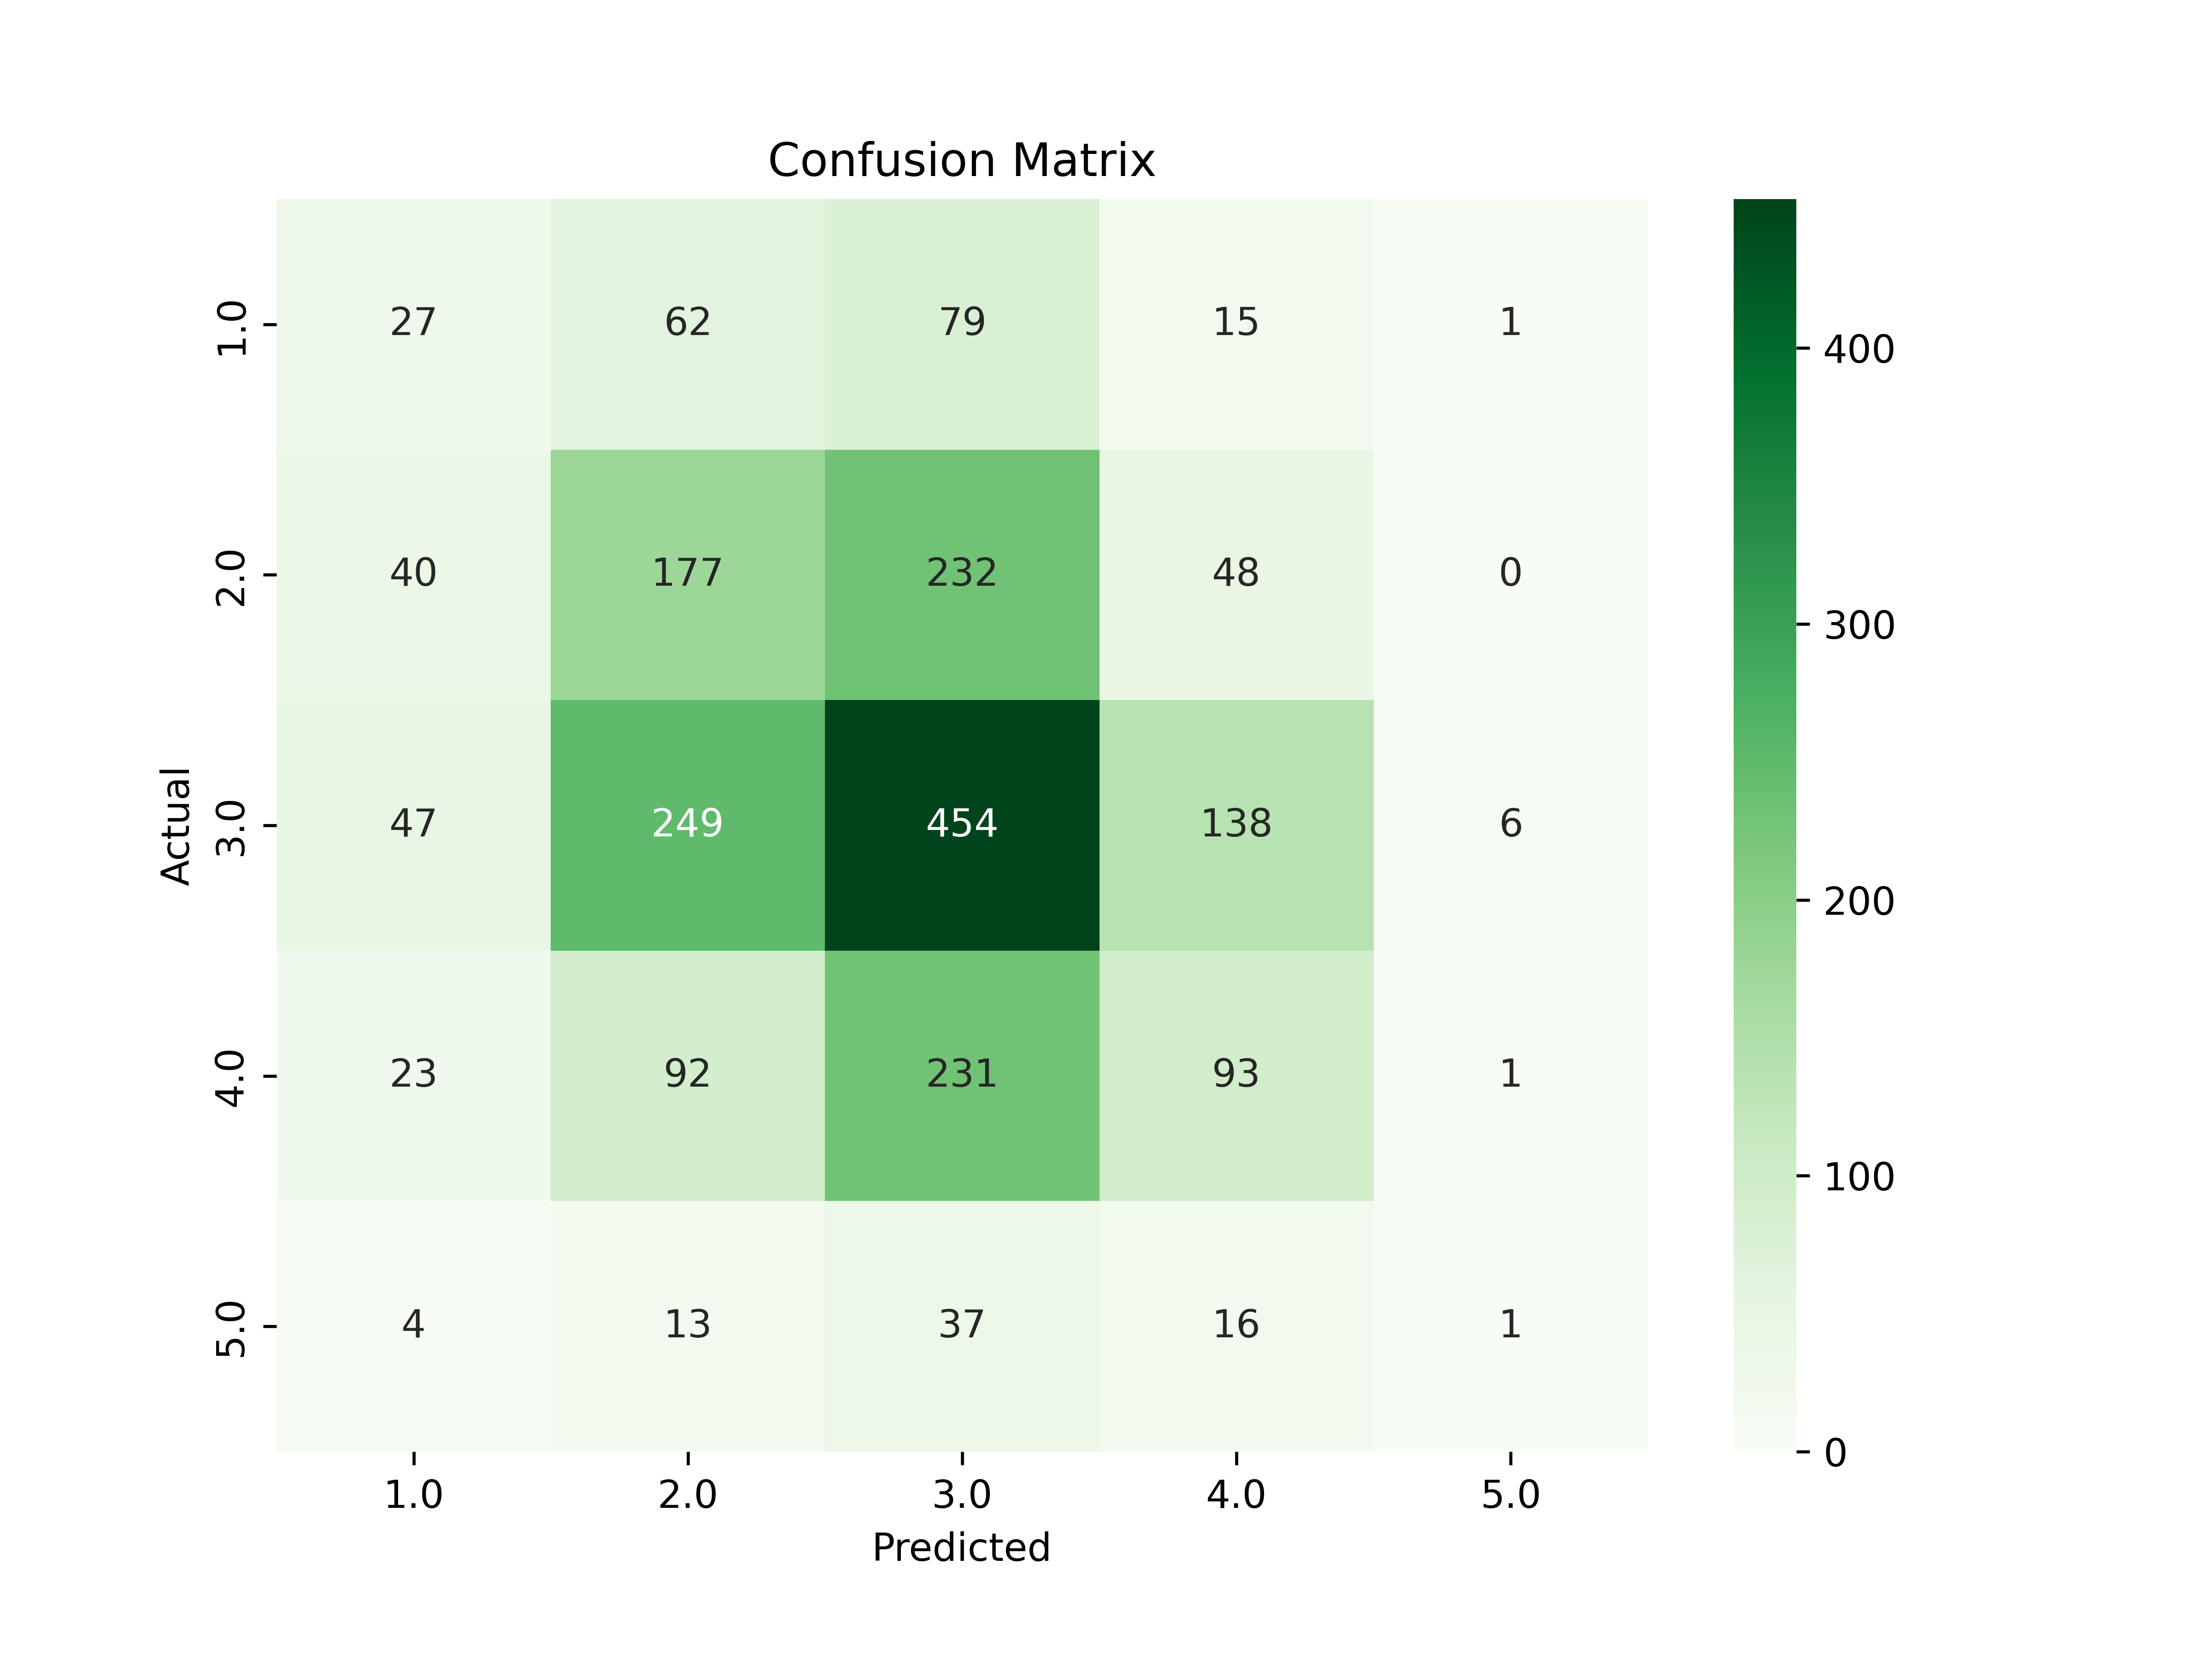 Confusion Matrix
1.0 27 62 79 15 1
2.0 40 177 232 48 0
3.0 47 249 454 138 6
4.0 23 92 231 93 1
5.0 4 13 37 16 1
1.0 2.0 3.0 4.0 5.0
Predicted
Actual
400
300
200
100
0